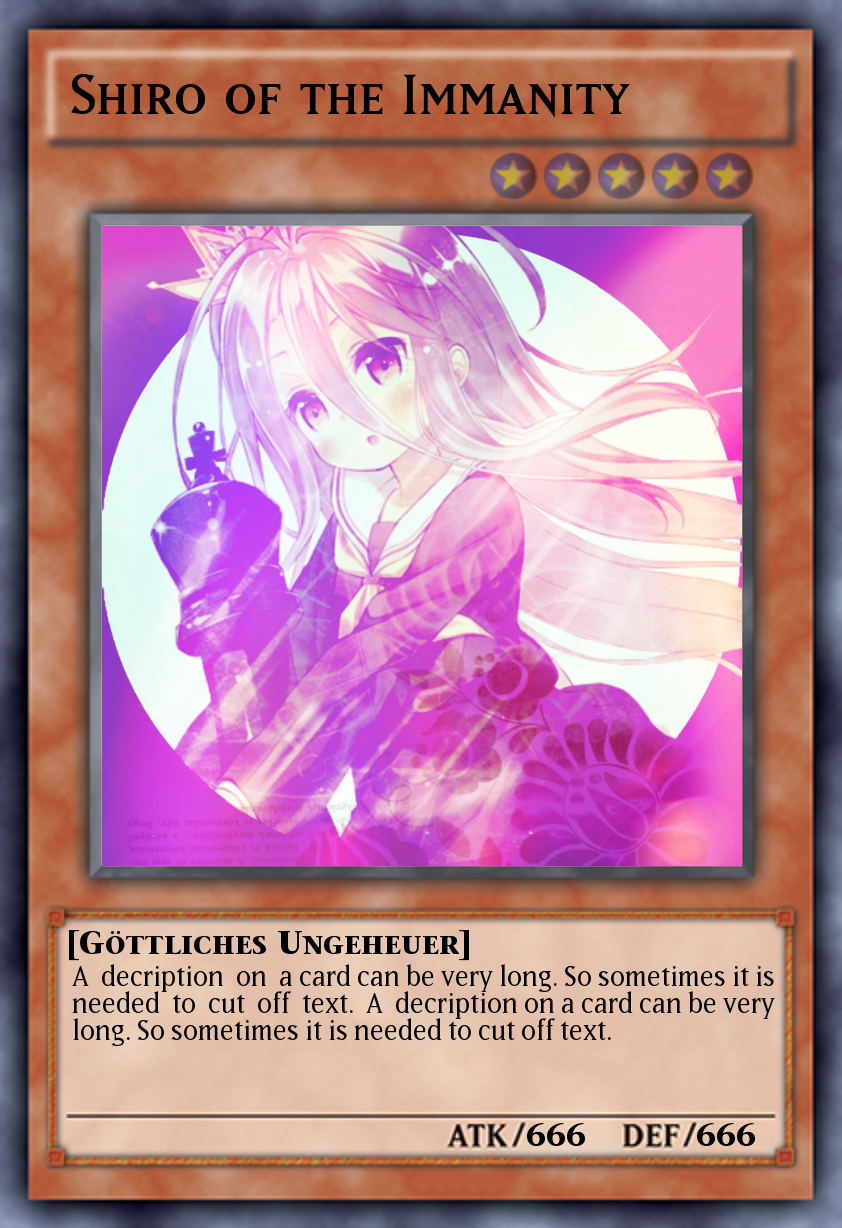 Shiro of the Immanity
[Göttliches Ungeheuer]
A decription on a card can be very long. So sometimes it is
needed to cut off text. A decription on a card can be very
long. So sometimes it is needed to cut off text.
ATK/666 DEF/666